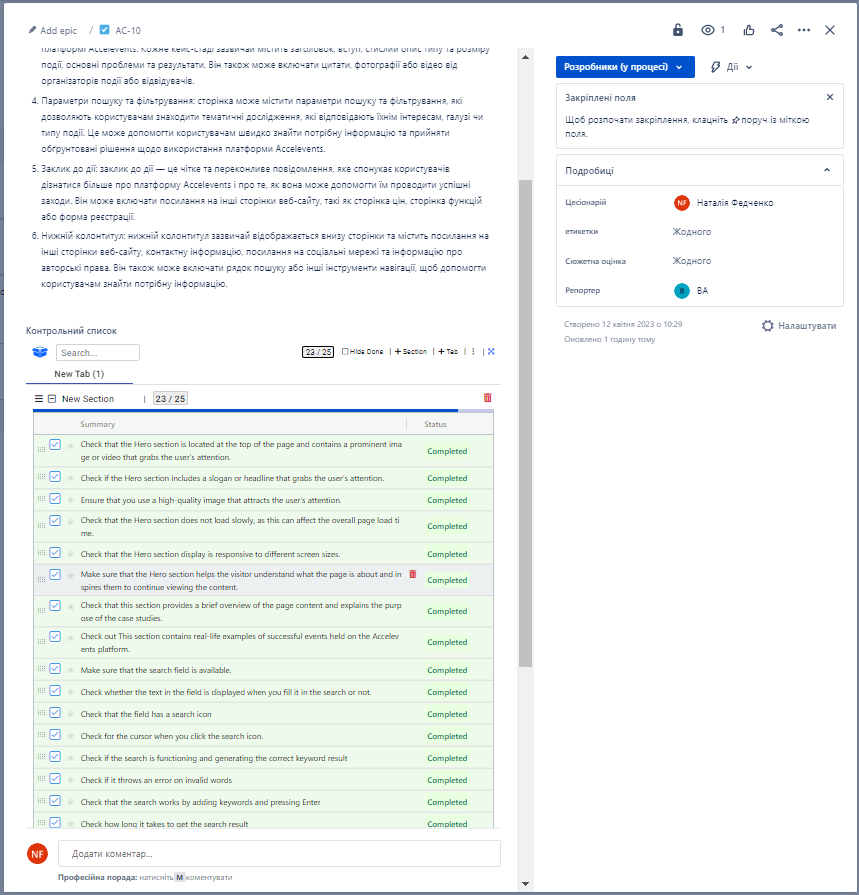 Add epic / AC-10
1
платформі Accelevents. Кожне кейс-стаді зазвичай містить заголовок, вступ, стислий опис типу та розміру
події, основні проблеми та результати. Він також може включати цитати, фотографії або відео від
організаторів події або відвідувачів.
4. Параметри пошуку та фільтрування: сторінка може містити параметри пошуку та фільтрування, які
дозволяють користувачам знаходити тематичні дослідження, які відповідають їхнім інтересам, галузі чи
типу події. Це може допомогти користувачам швидко знайти потрібну інформацію та прийняти
обґрунтовані рішення щодо використання платформи Accelevents.
5. Заклик до дії: заклик до дії — це чітке та переконливе повідомлення, яке спонукає користувачів
дізнатися більше про платформу Accelevents і про те, як вона може допомогти їм проводити успішні
заходи. Він може включати посилання на інші сторінки веб-сайту, такі як сторінка цін, сторінка функцій
або форма реєстрації.
6. Нижній колонтитул: нижній колонтитул зазвичай відображається внизу сторінки та містить посилання на
інші сторінки веб-сайту, контактну інформацію, посилання на соціальні мережі та інформацію про
авторські права. Він також може включати рядок пошуку або інші інструменти навігації, щоб допомогти
користувачам знайти потрібну інформацію.
Контрольний список
Search...
23 / 25
Hide Done | + Section | + Tab | |
New Tab (1)
New Section | 23 / 25
Summary Status
Check that the Hero section is located at the top of the page and contains a prominent ima
ge or video that grabs the user's attention.
Completed
Check if the Hero section includes a slogan or headline that grabs the user's attention.
Completed
Ensure that you use a high-quality image that attracts the user's attention.
Completed
Check that the Hero section does not load slowly, as this can affect the overall page load ti
me.
Completed
Check that the Hero section display is responsive to different screen sizes.
Completed
Make sure that the Hero section helps the visitor understand what the page is about and in
spires them to continue viewing the content.
Completed
Check that this section provides a brief overview of the page content and explains the purp
ose of the case studies.
Completed
Check out This section contains real-life examples of successful events held on the Accelev
ents platform.
Completed
Make sure that the search field is available.
Completed
Check whether the text in the field is displayed when you fill it in the search or not.
Completed
Check that the field has a search icon
Completed
Check for the cursor when you click the search icon.
Completed
Check if the search is functioning and generating the correct keyword result
Completed
Check if it throws an error on invalid words
Completed
Check that the search works by adding keywords and pressing Enter
Completed
Check how long it takes to get the search result
Completed
NF
Додати коментар...
Професійна порада: натисніть M коментувати
Розробники (у процесі)
Дії
Закріплені поля
Щоб розпочати закріплення, клацніть поруч із міткою
поля.
Подробиці
Цесіонарій
NF Наталія Федченко
етикетки
Жодного
Сюжетна оцінка
Жодного
Репортер
В ВА
Створено 12 квітня 2023 о 10:29
Оновлено 1 годину тому
Налаштувати